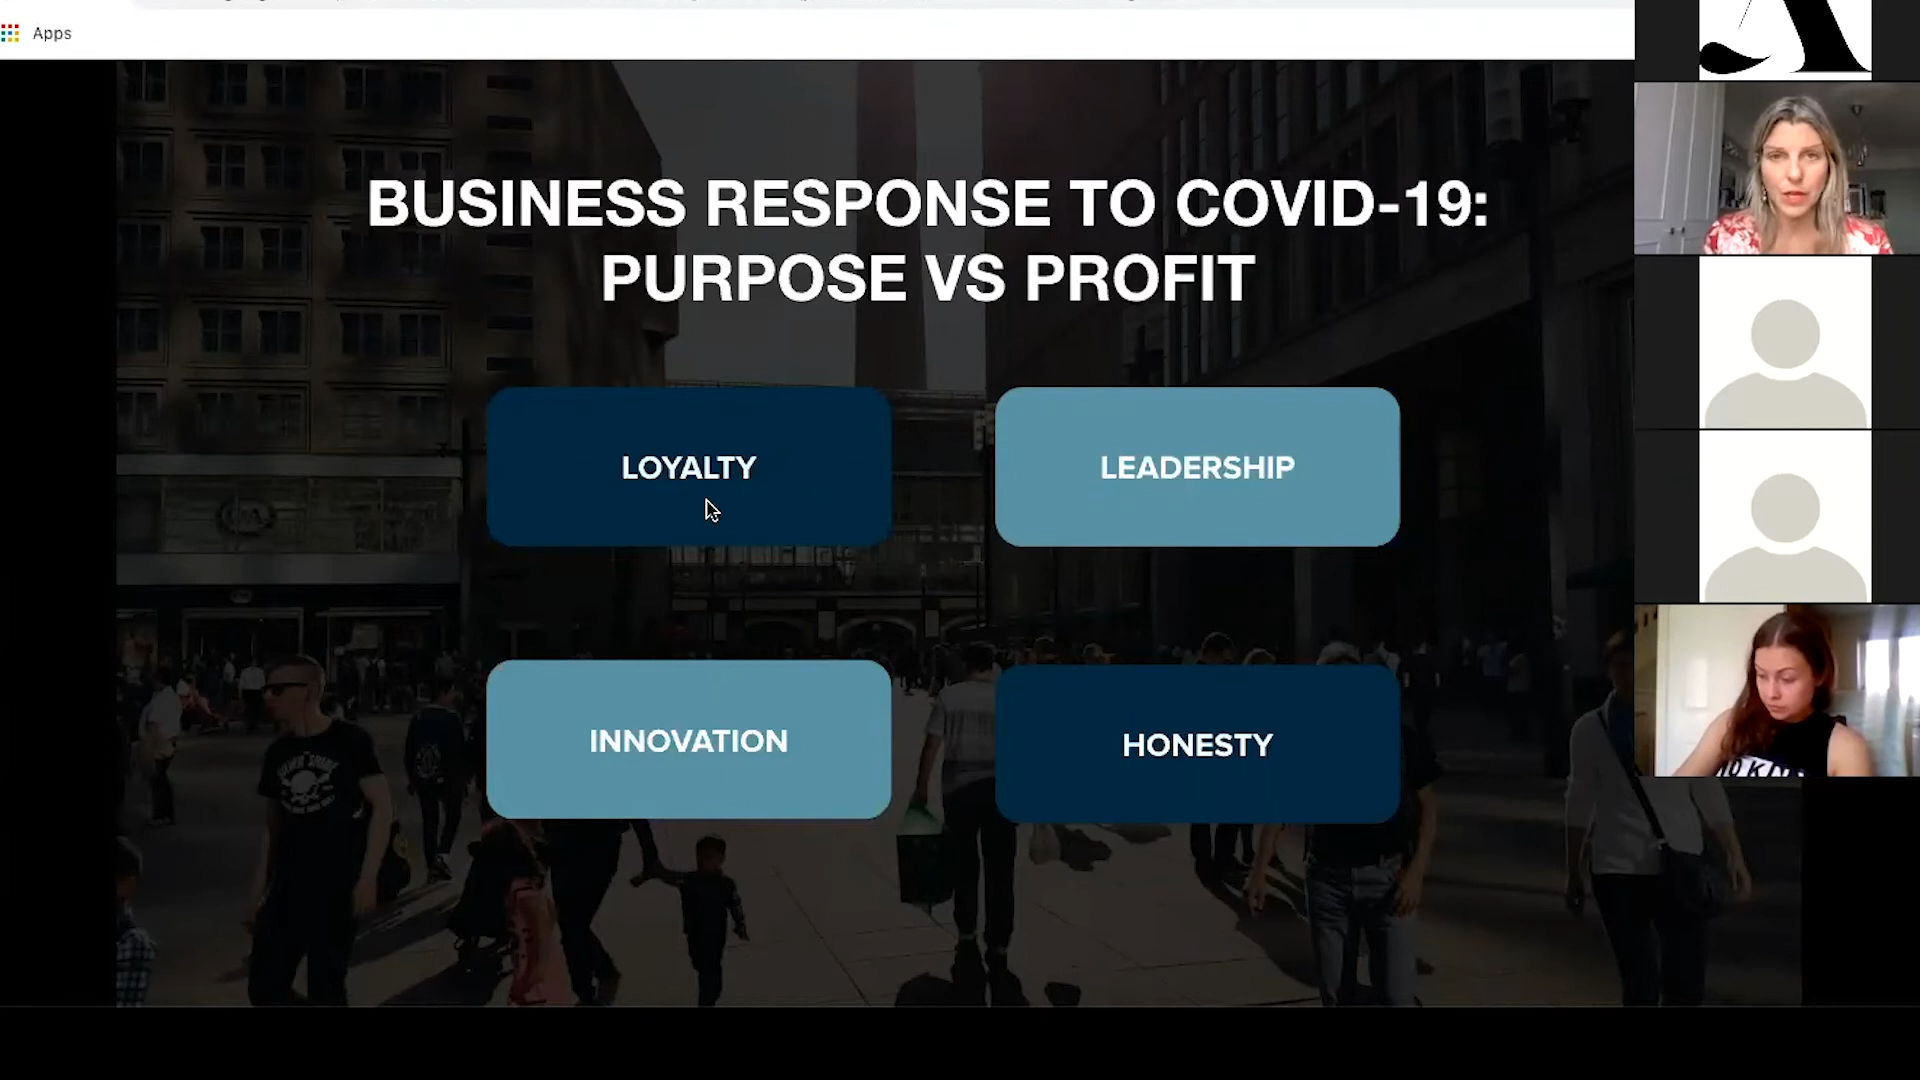 Apps
BUSINESS RESPONSE TO COVID-19:
PURPOSE VS PROFIT
LOYALTY
LEADERSHIP
INNOVATION
HONESTY